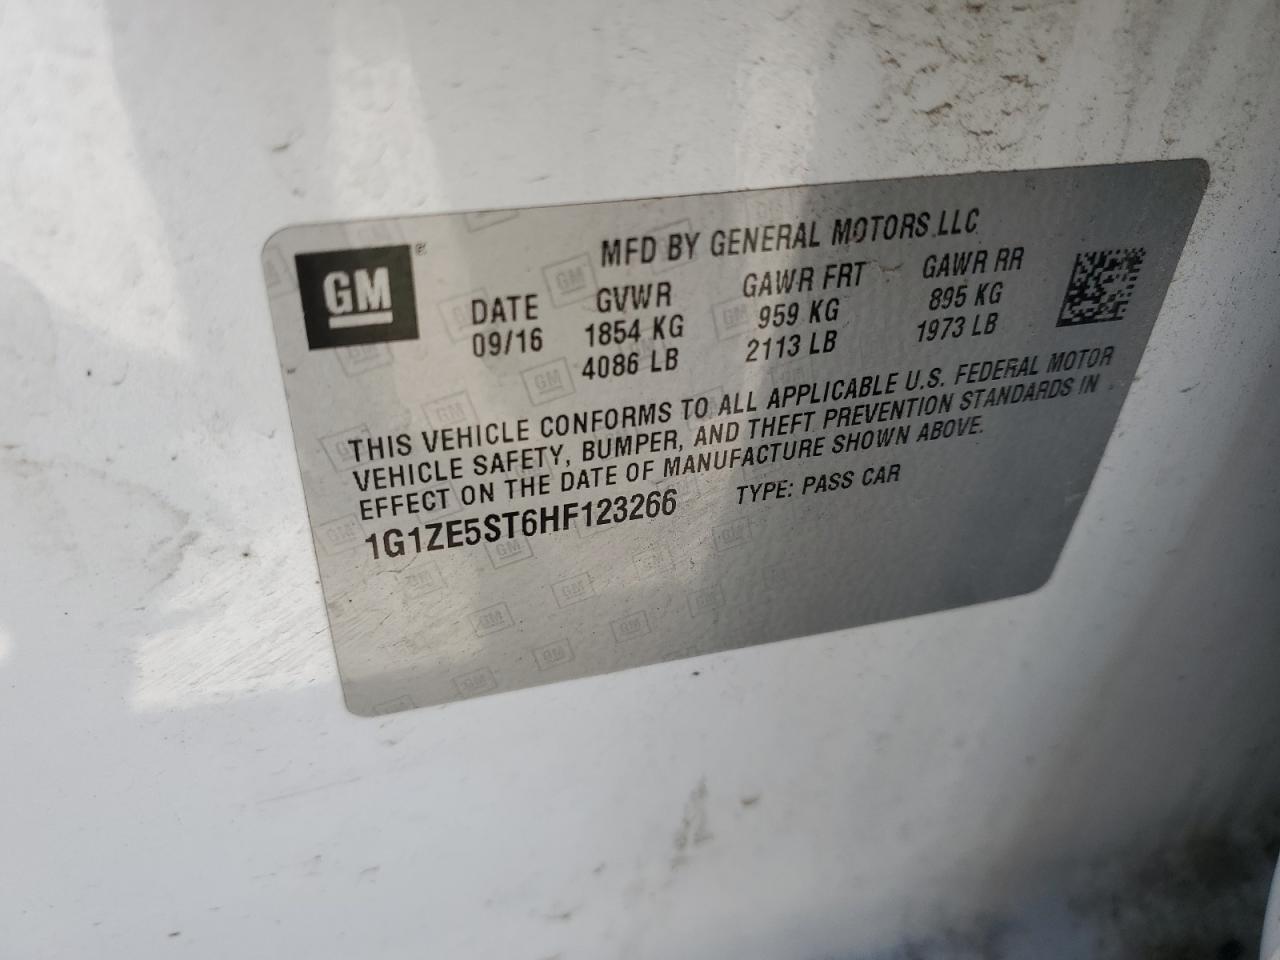 GM®
MFD BY GENERAL MOTORS LLC
DATE GVWR GAWR FRT GAWR RR
09/16 1854 KG 959 KG 895 KG
4086 LB 2113 LB 1973 LB
THIS VEHICLE CONFORMS TO ALL APPLICABLE U.S. FEDERAL MOTOR
VEHICLE SAFETY, BUMPER, AND THEFT PREVENTION STANDARDS IN
EFFECT ON THE DATE OF MANUFACTURE SHOWN ABOVE.
1G1ZE5ST6HF123266 TYPE: PASS CAR